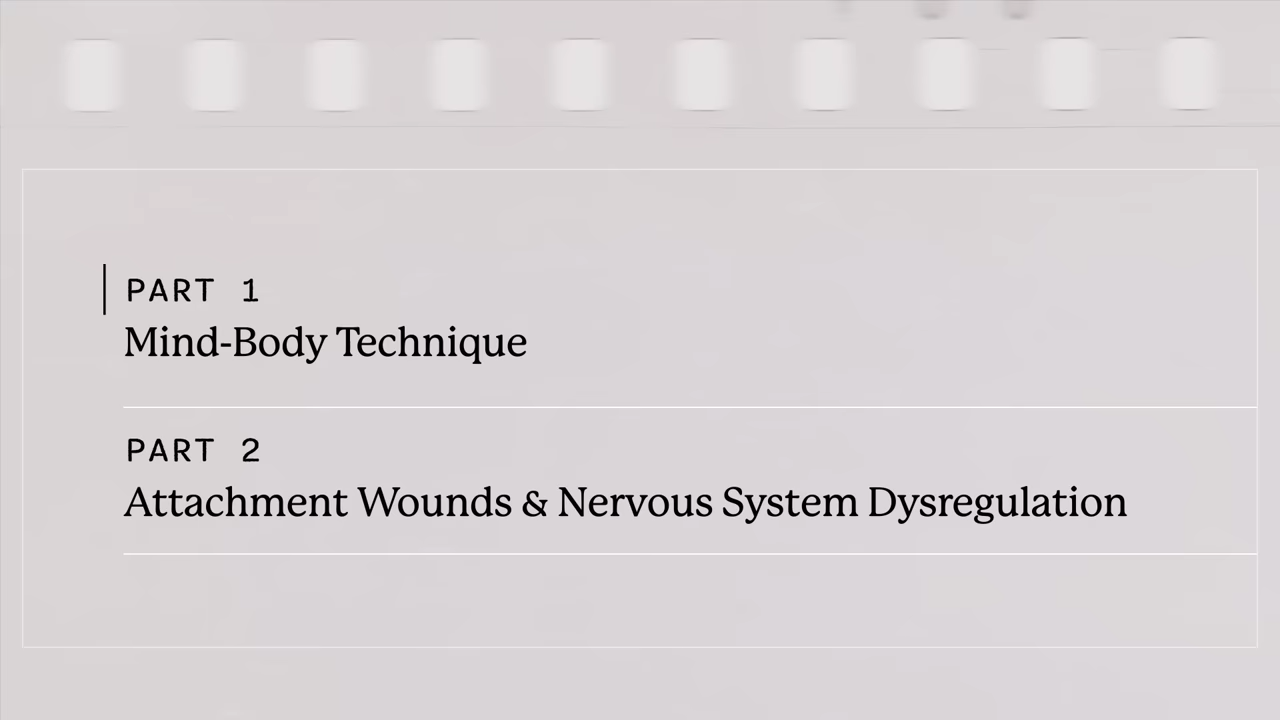 PART 1
Mind-Body Technique
PART 2
Attachment Wounds & Nervous System Dysregulation